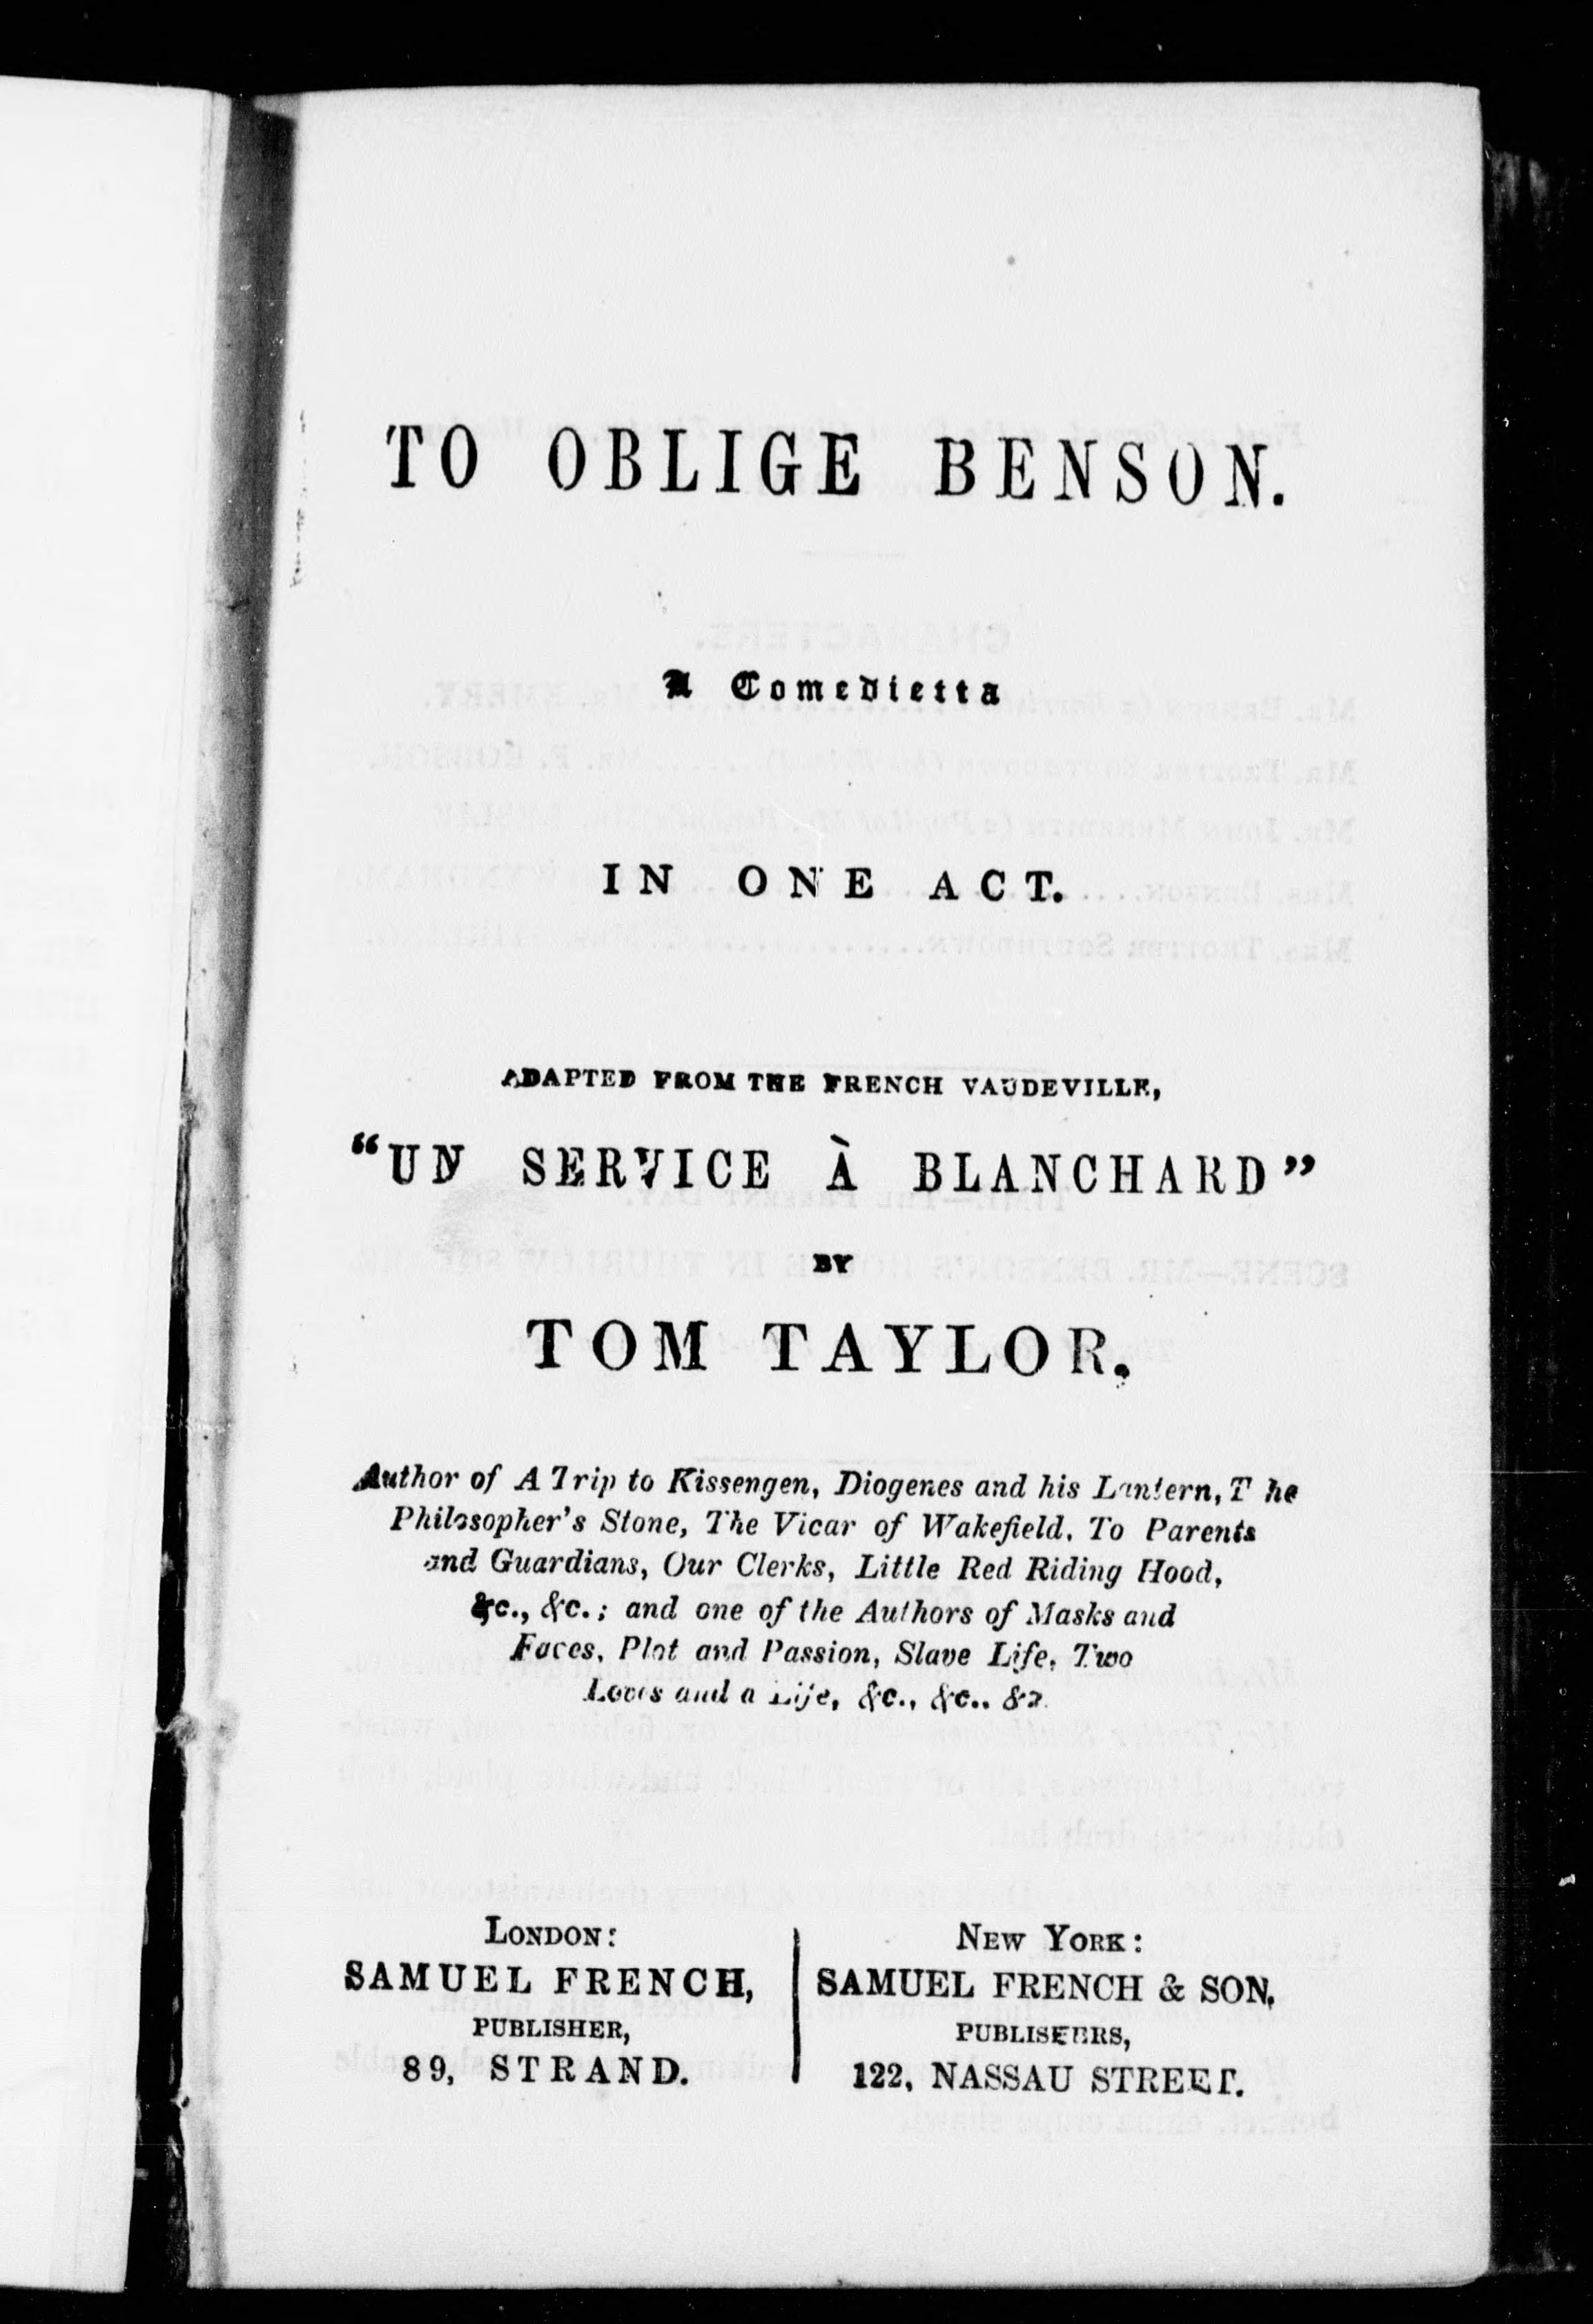 TO OBLIGE BENSON.
A Comedietta
IN ONE ACT.
ADAPTED FROM THE FRENCH VAUDEVILLE,
"UN SERVICE À BLANCHARD"
BY
TOM TAYLOR.
Author of A Trip to Kissengen, Diogenes and his Lantern, T he
Philosopher's Stone, The Vicar of Wakefield, To Parents
and Guardians, Our Clerks, Little Red Riding Hood,
&c., &c.; and one of the Authors of Masks and
Faces, Plot and Passion, Slave Life, Two
Loves and a Life, &c., &c., &c.
LONDON:
SAMUEL FRENCH,
PUBLISHER,
89, STRAND.
NEW YORK:
SAMUEL FRENCH & SON,
PUBLISHERS,
122, NASSAU STREET.